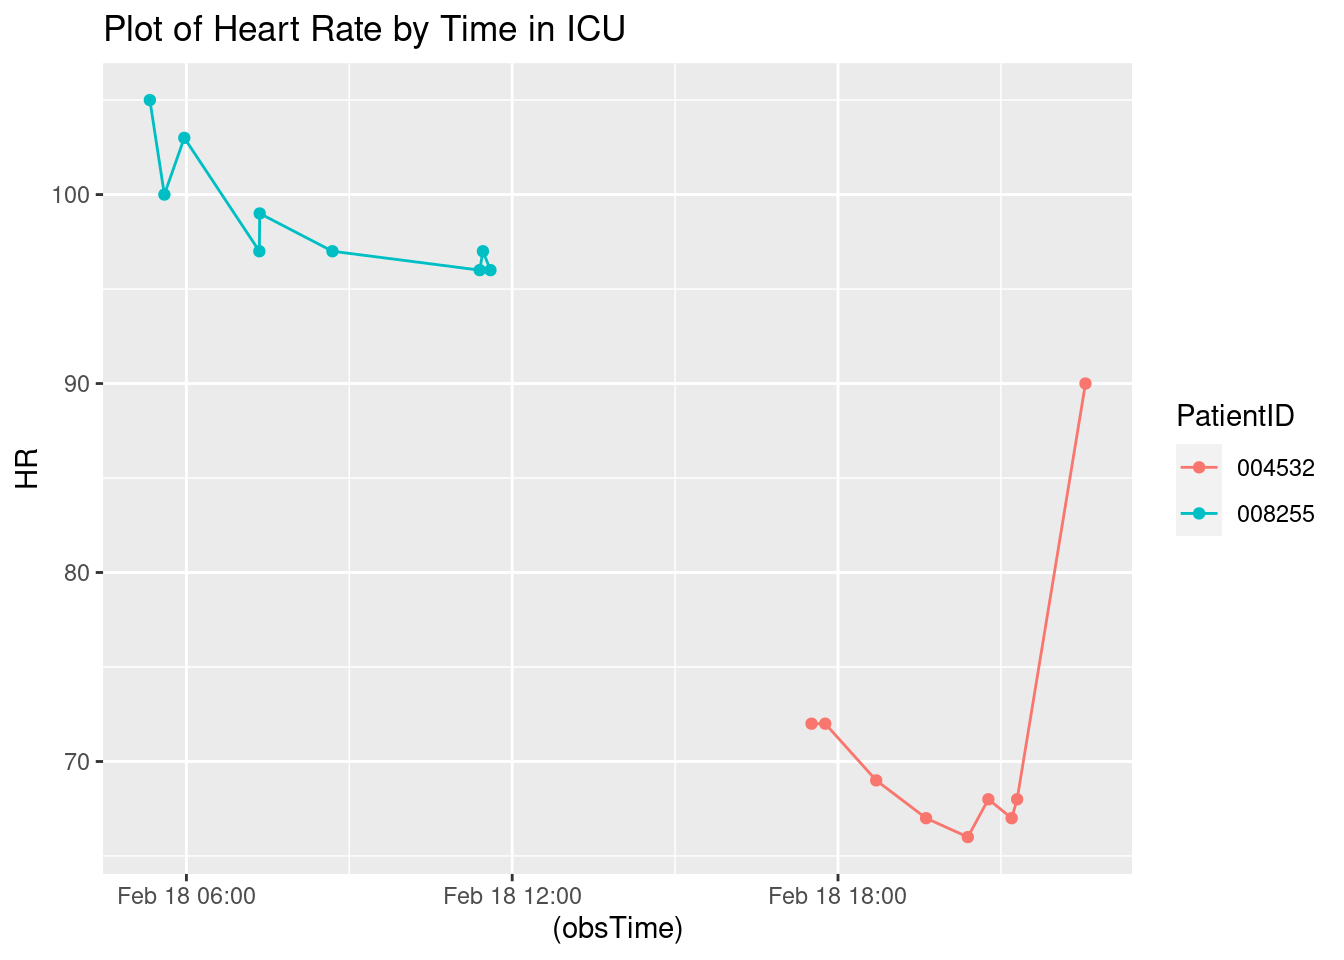 Plot of Heart Rate by Time in ICU
100
90
80
70
HR
Feb 18 06:00
Feb 18 12:00
Feb 18 18:00
(obsTime)
PatientID
004532
008255